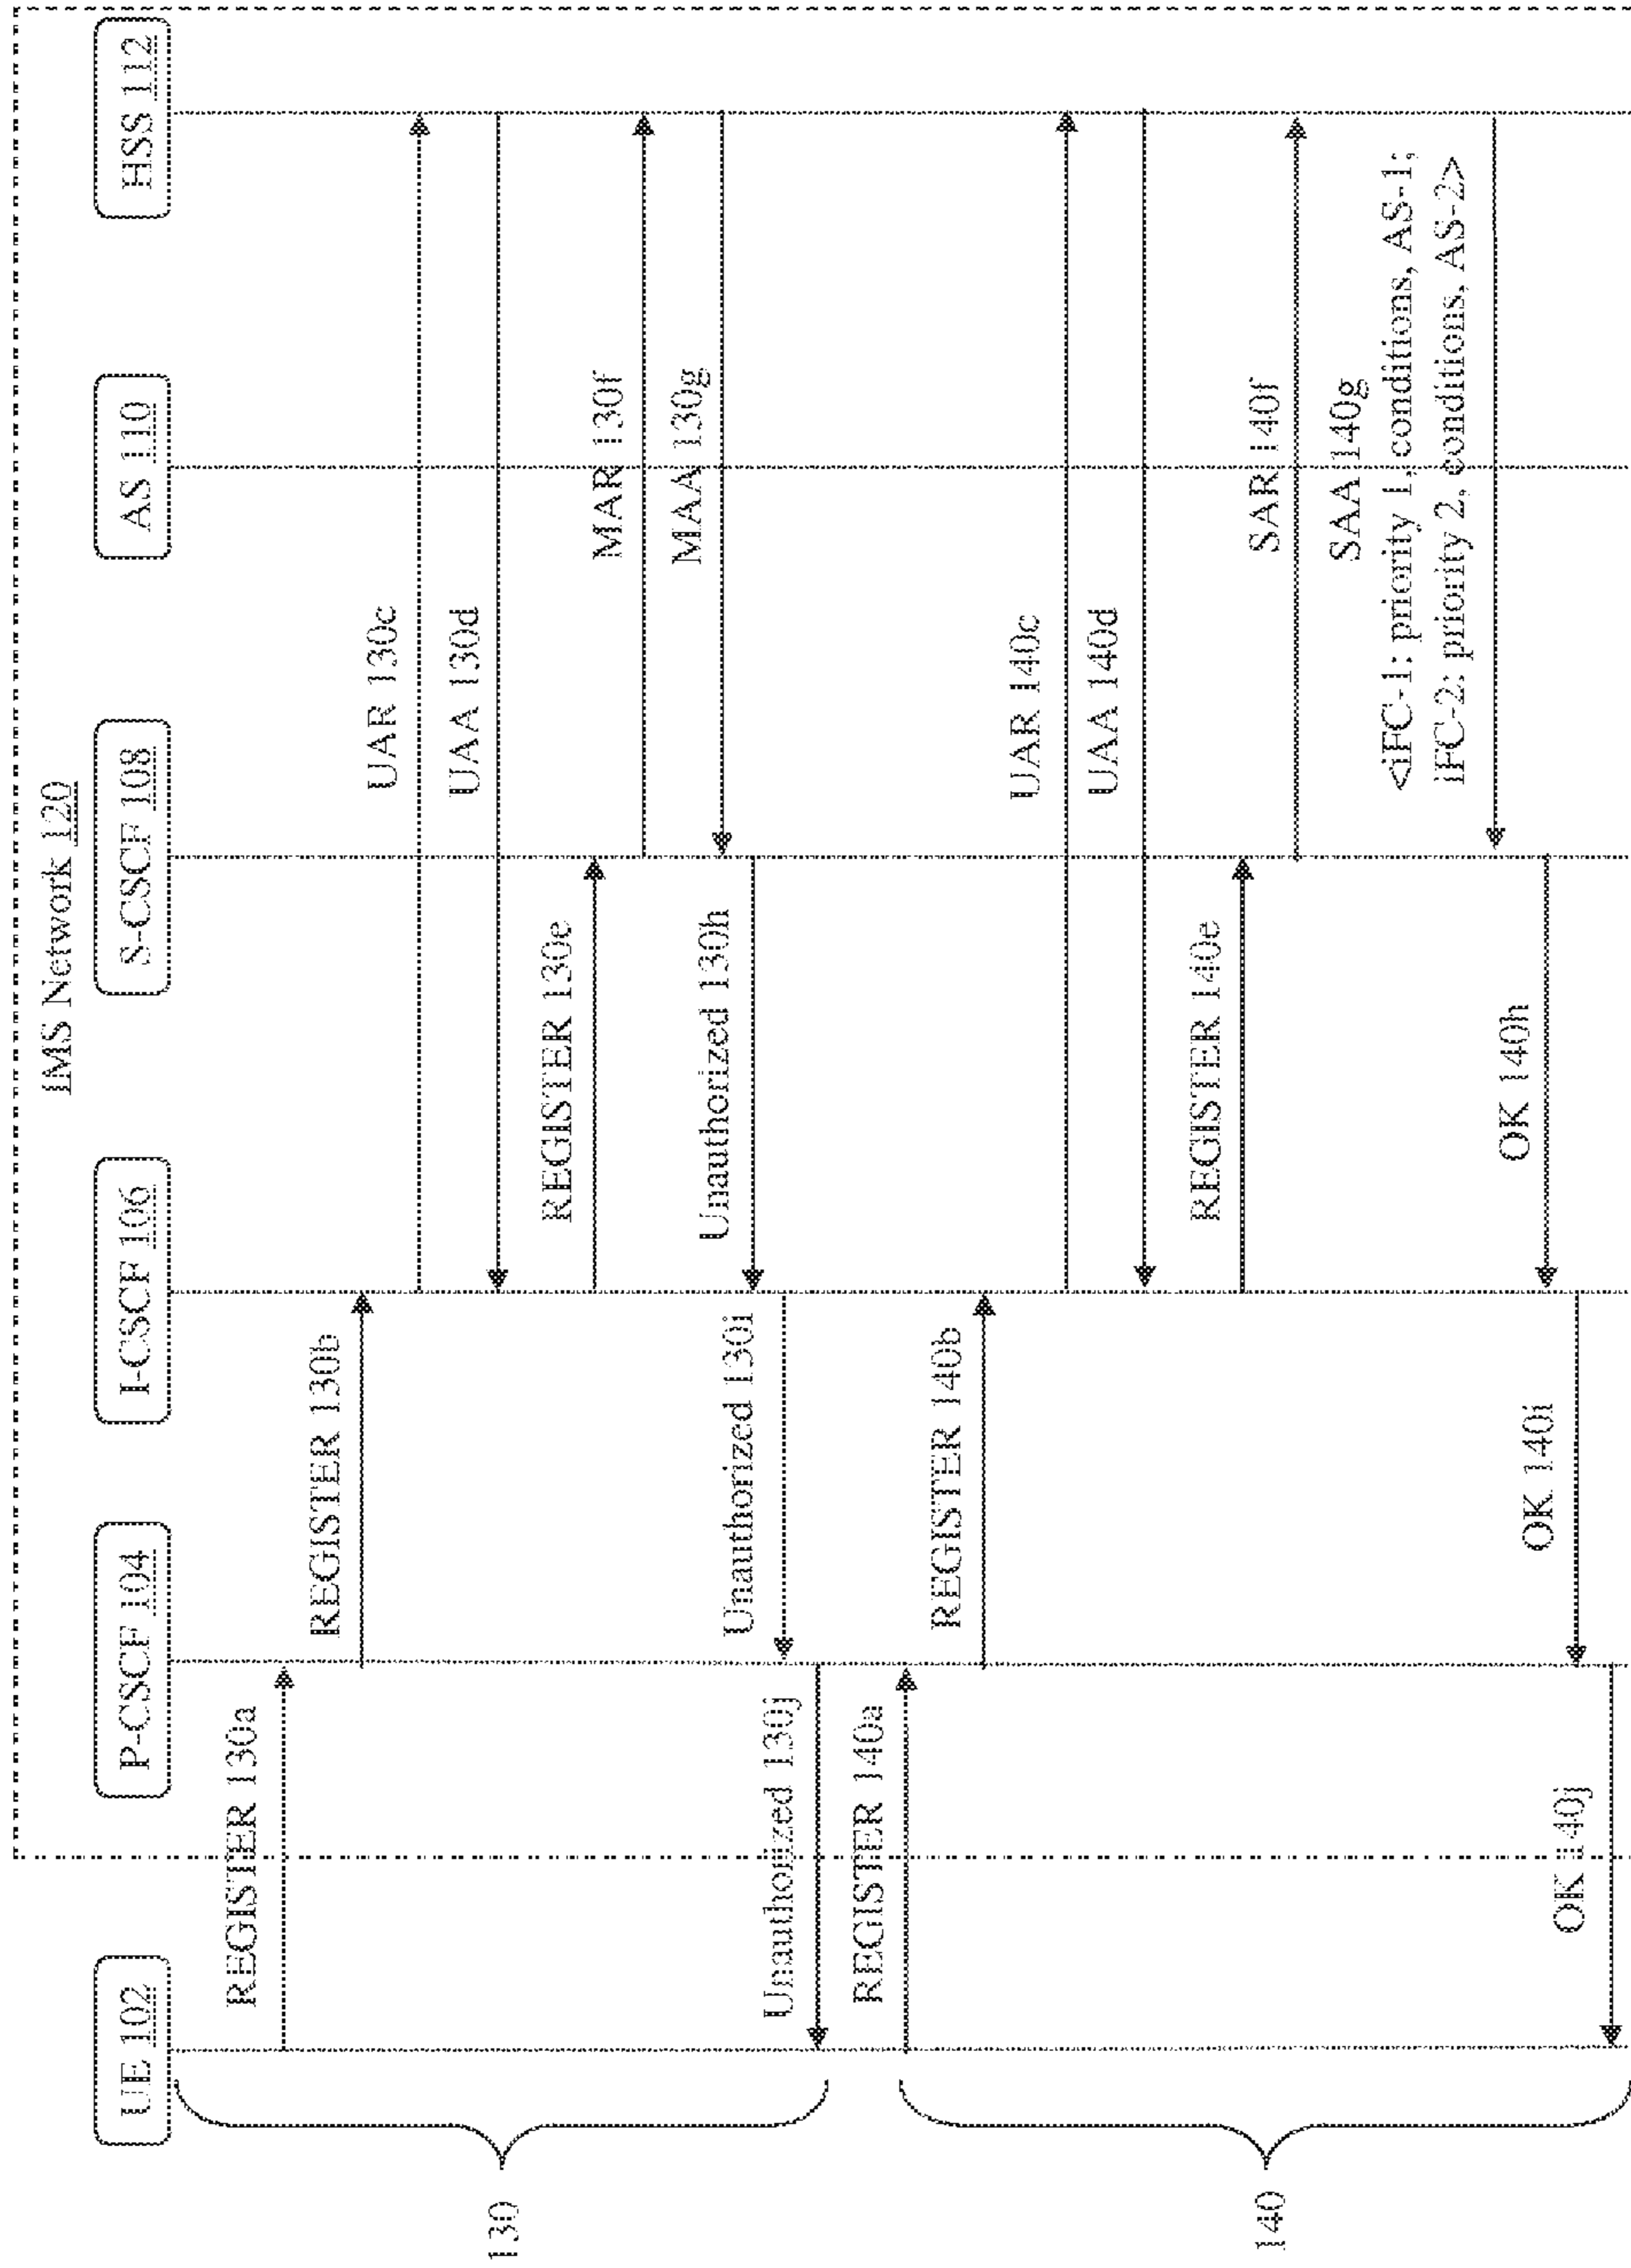 IMS Network 120
UE 102
P-CSCF 104
I-CSCF 106
S-CSCF 108
AS 110
HSS 112
130
REGISTER 130a
REGISTER 130b
UAR 130c
UAA 130d
REGISTER 130e
MAR 130f
MAA 130g
Unauthorized 130h
Unauthorized 130i
Unauthorized 130j
140
REGISTER 140a
REGISTER 140b
UAR 140c
UAA 140d
REGISTER 140e
SAR 140f
SAA 140g
<iFC-1: priority 1, conditions, AS-1;
iFC-2: priority 2, conditions, AS-2>
OK 140h
OK 140i
OK 140j